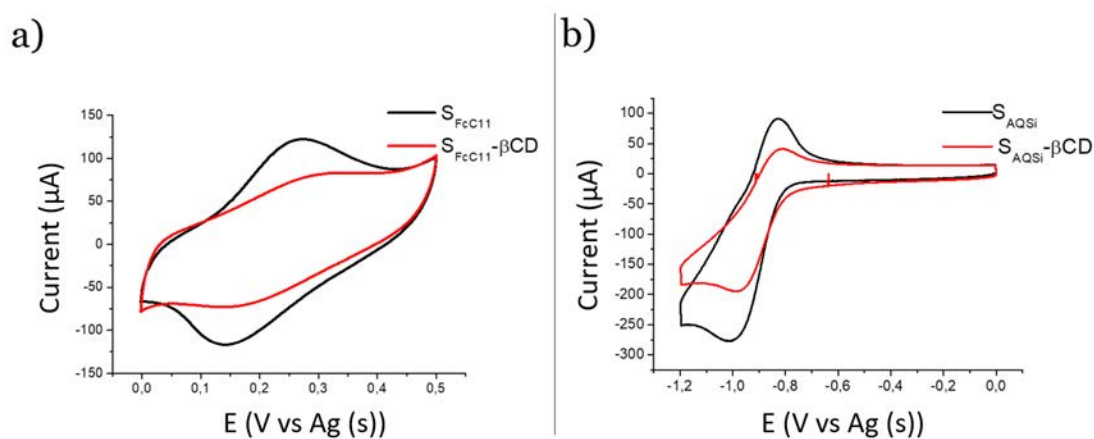 a)
S_FcC11
S_FcC11-βCD
Current (µA)
150
100
50
0
-50
-100
-150
0,0 0,1 0,2 0,3 0,4 0,5
E (V vs Ag (s))
b)
S_AQSi
S_AQSi-βCD
Current (µA)
100
50
0
-50
-100
-150
-200
-250
-300
-1,2 -1,0 -0,8 -0,6 -0,4 -0,2 0,0
E (V vs Ag (s))